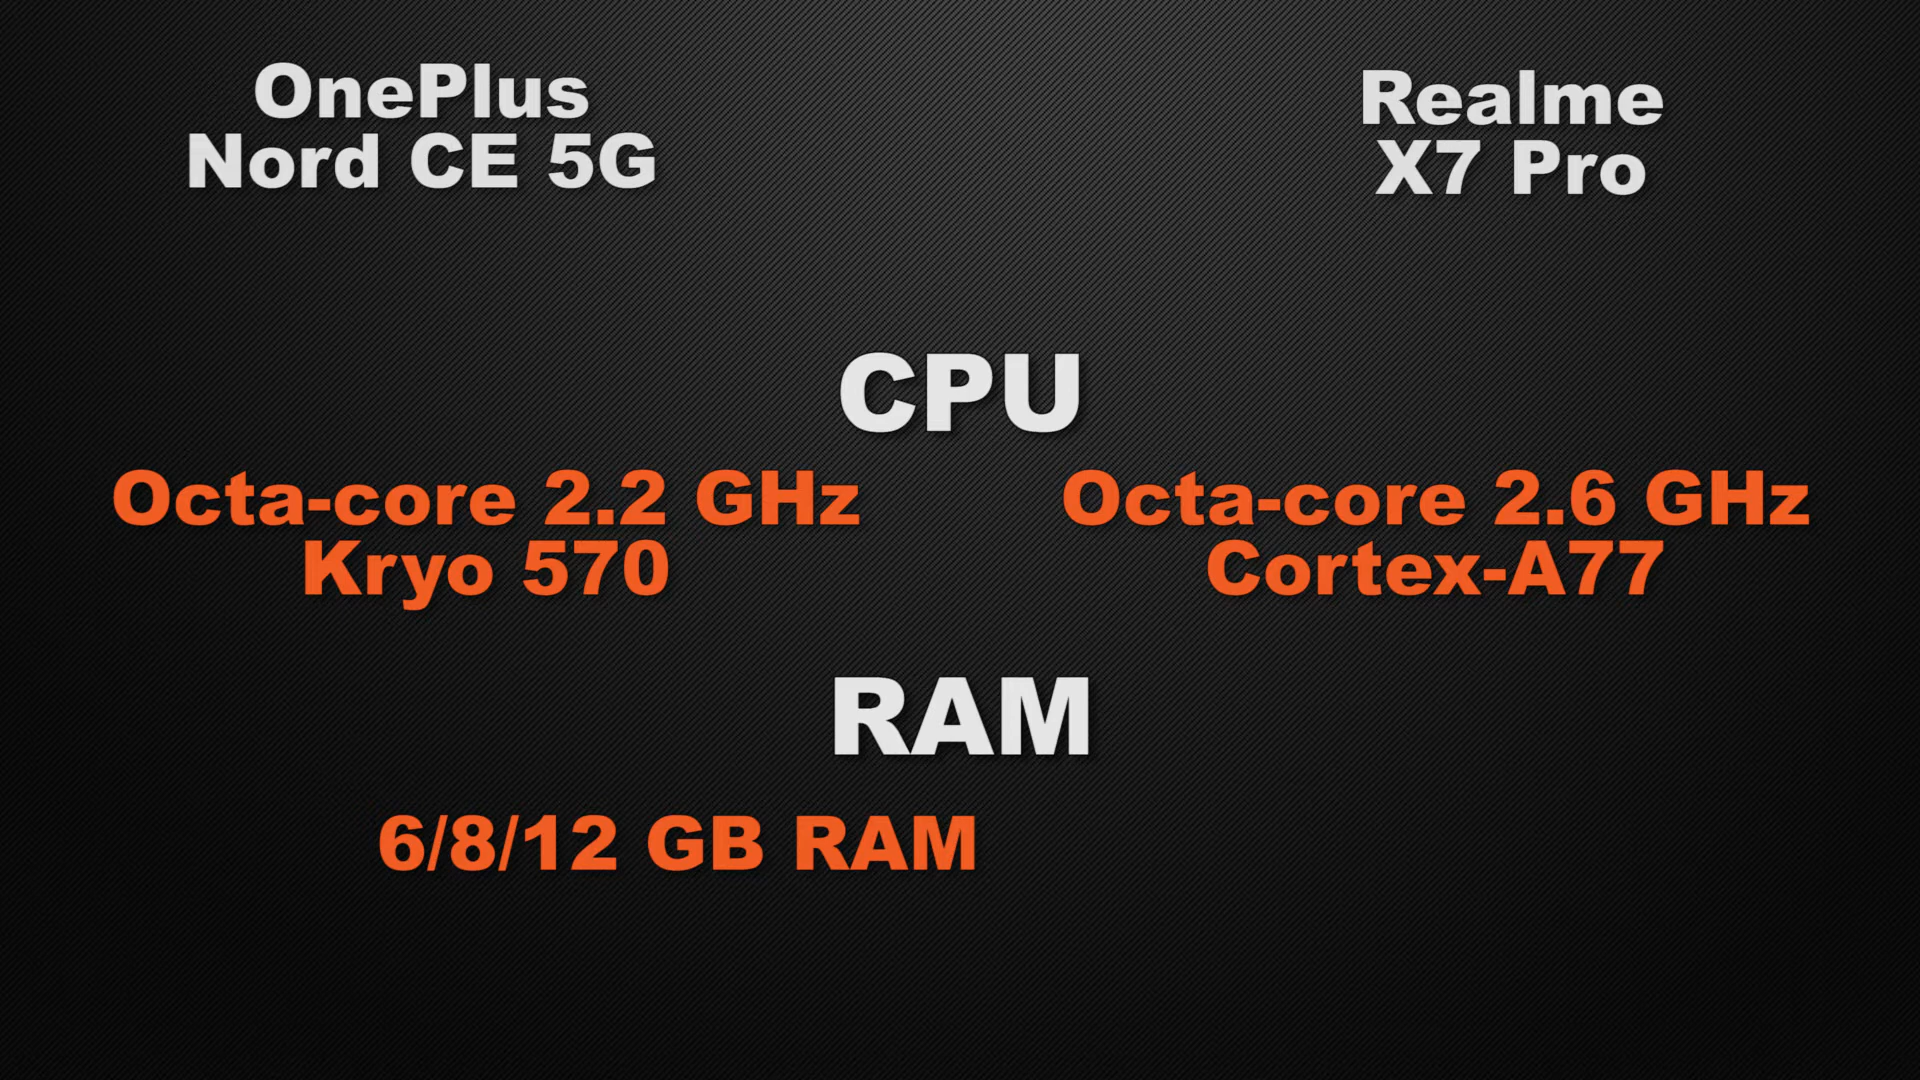 OnePlus
Nord CE 5G
Realme
X7 Pro
CPU
Octa-core 2.2 GHz
Kryo 570
Octa-core 2.6 GHz
Cortex-A77
RAM
6/8/12 GB RAM